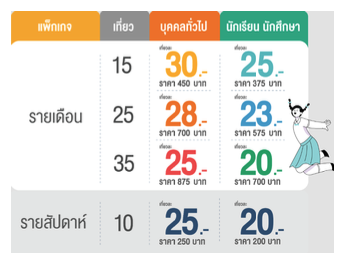 แพ็กเกจ เที่ยว บุคคลทั่วไป นักเรียน นักศึกษา
รายเดือน
15 เที่ยวละ 30.- ราคา 450 บาท เที่ยวละ 25.- ราคา 375 บาท
25 เที่ยวละ 28.- ราคา 700 บาท เที่ยวละ 23.- ราคา 575 บาท
35 เที่ยวละ 25.- ราคา 875 บาท เที่ยวละ 20.- ราคา 700 บาท
รายสัปดาห์ 10 เที่ยวละ 25.- ราคา 250 บาท เที่ยวละ 20.- ราคา 200 บาท